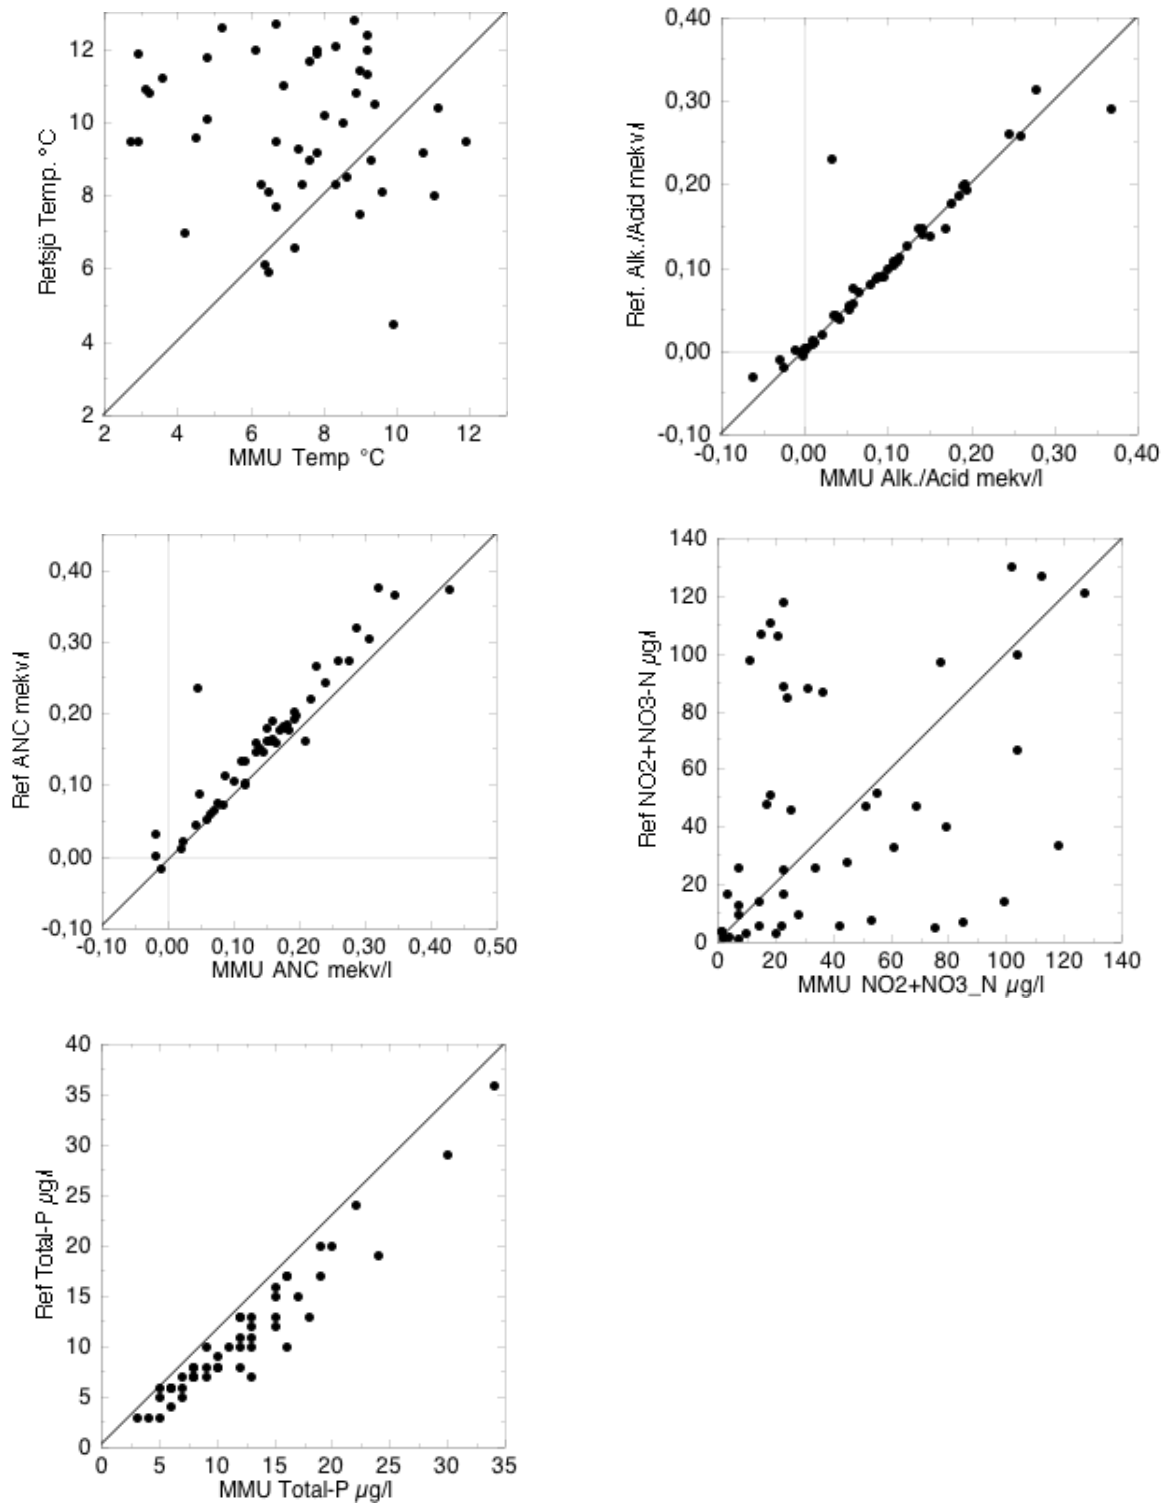 12
10
8
6
4
2
Refsjö Temp. °C
2 4 6 8 10 12
MMU Temp °C
0,40
0,30
0,20
0,10
0,00
-0,10
Ref. Alk./Acid mekv/l
-0,10 0,00 0,10 0,20 0,30 0,40
MMU Alk./Acid mekv/l
0,40
0,30
0,20
0,10
0,00
-0,10
Ref ANC mekv/l
-0,10 0,00 0,10 0,20 0,30 0,40 0,50
MMU ANC mekv/l
140
120
100
80
60
40
20
0
Ref NO2+NO3-N µg/l
0 20 40 60 80 100 120 140
MMU NO2+NO3_N µg/l
40
35
30
25
20
15
10
5
0
Ref Total-P µg/l
0 5 10 15 20 25 30 35
MMU Total-P µg/l